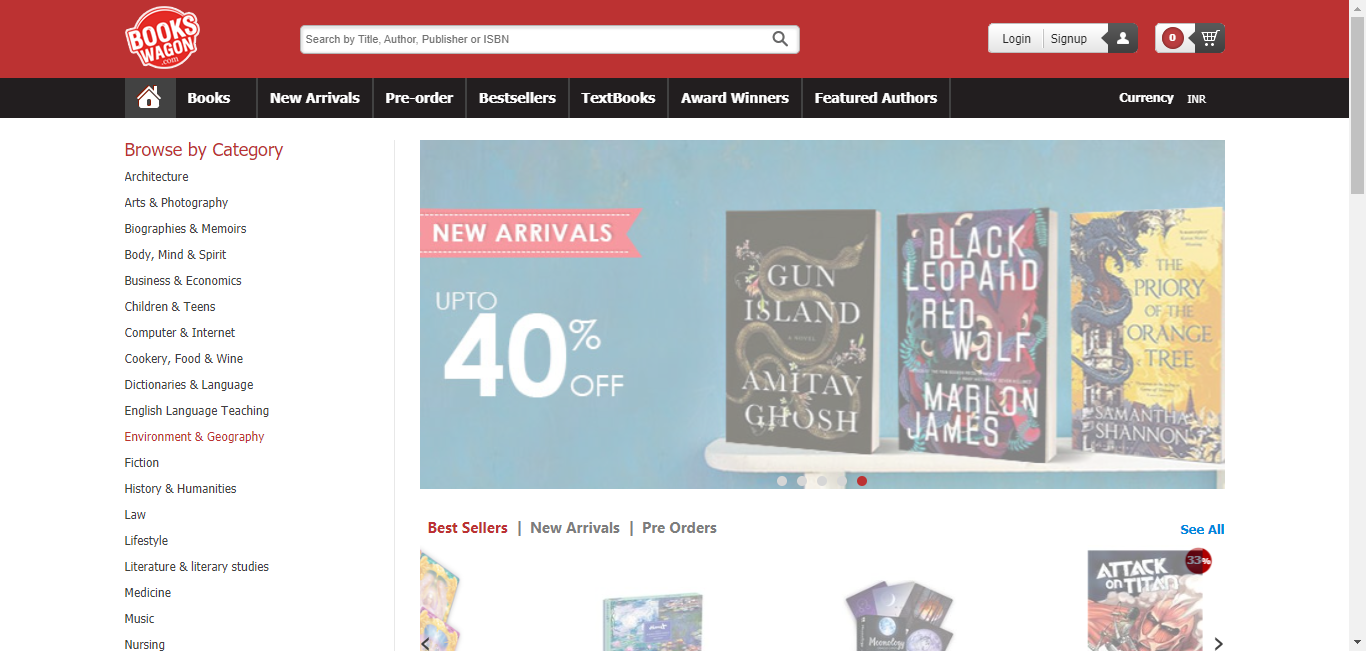 BOOKS
WAGON
.com
Search by Title, Author, Publisher or ISBN
Login
Signup
0
Books
New Arrivals
Pre-order
Bestsellers
TextBooks
Award Winners
Featured Authors
Currency INR
Browse by Category
Architecture
Arts & Photography
Biographies & Memoirs
Body, Mind & Spirit
Business & Economics
Children & Teens
Computer & Internet
Cookery, Food & Wine
Dictionaries & Language
English Language Teaching
Environment & Geography
Fiction
History & Humanities
Law
Lifestyle
Literature & literary studies
Medicine
Music
Nursing
NEW ARRIVALS
UPTO
40%
OFF
GUN
ISLAND
A NOVEL
AMITAV
GHOSH
BLACK
LEOPARD
RED
WOLF
MARLON
JAMES
THE
PRIORY
OF THE
ORANGE
TREE
SAMANTHA
SHANNON
Best Sellers | New Arrivals | Pre Orders
See All
Moonology
33%
ATTACK
ON TITAN